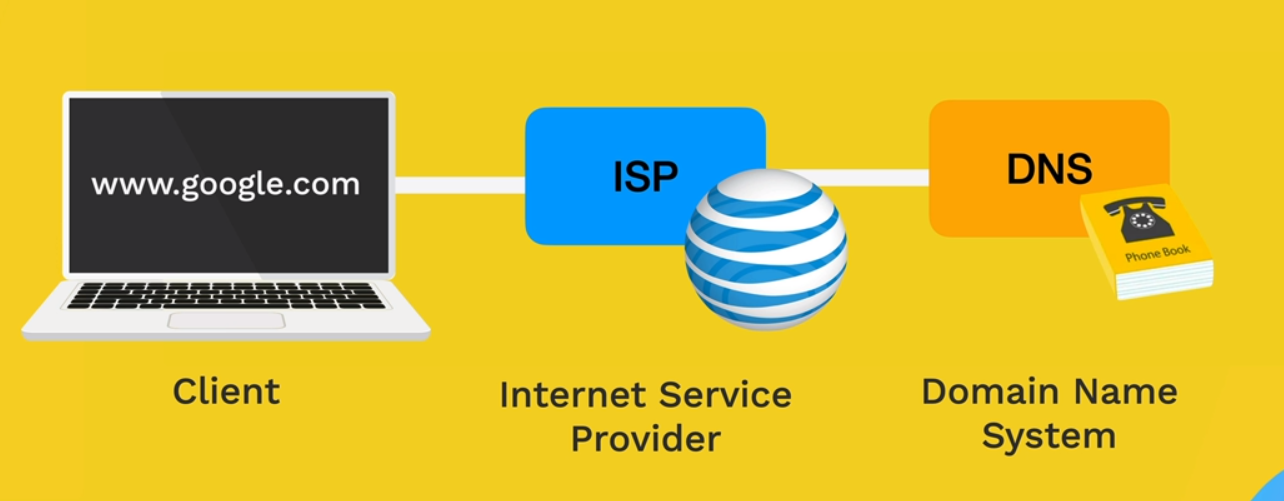 www.google.com
ISP
DNS
Phone Book
Client
Internet Service
Provider
Domain Name
System